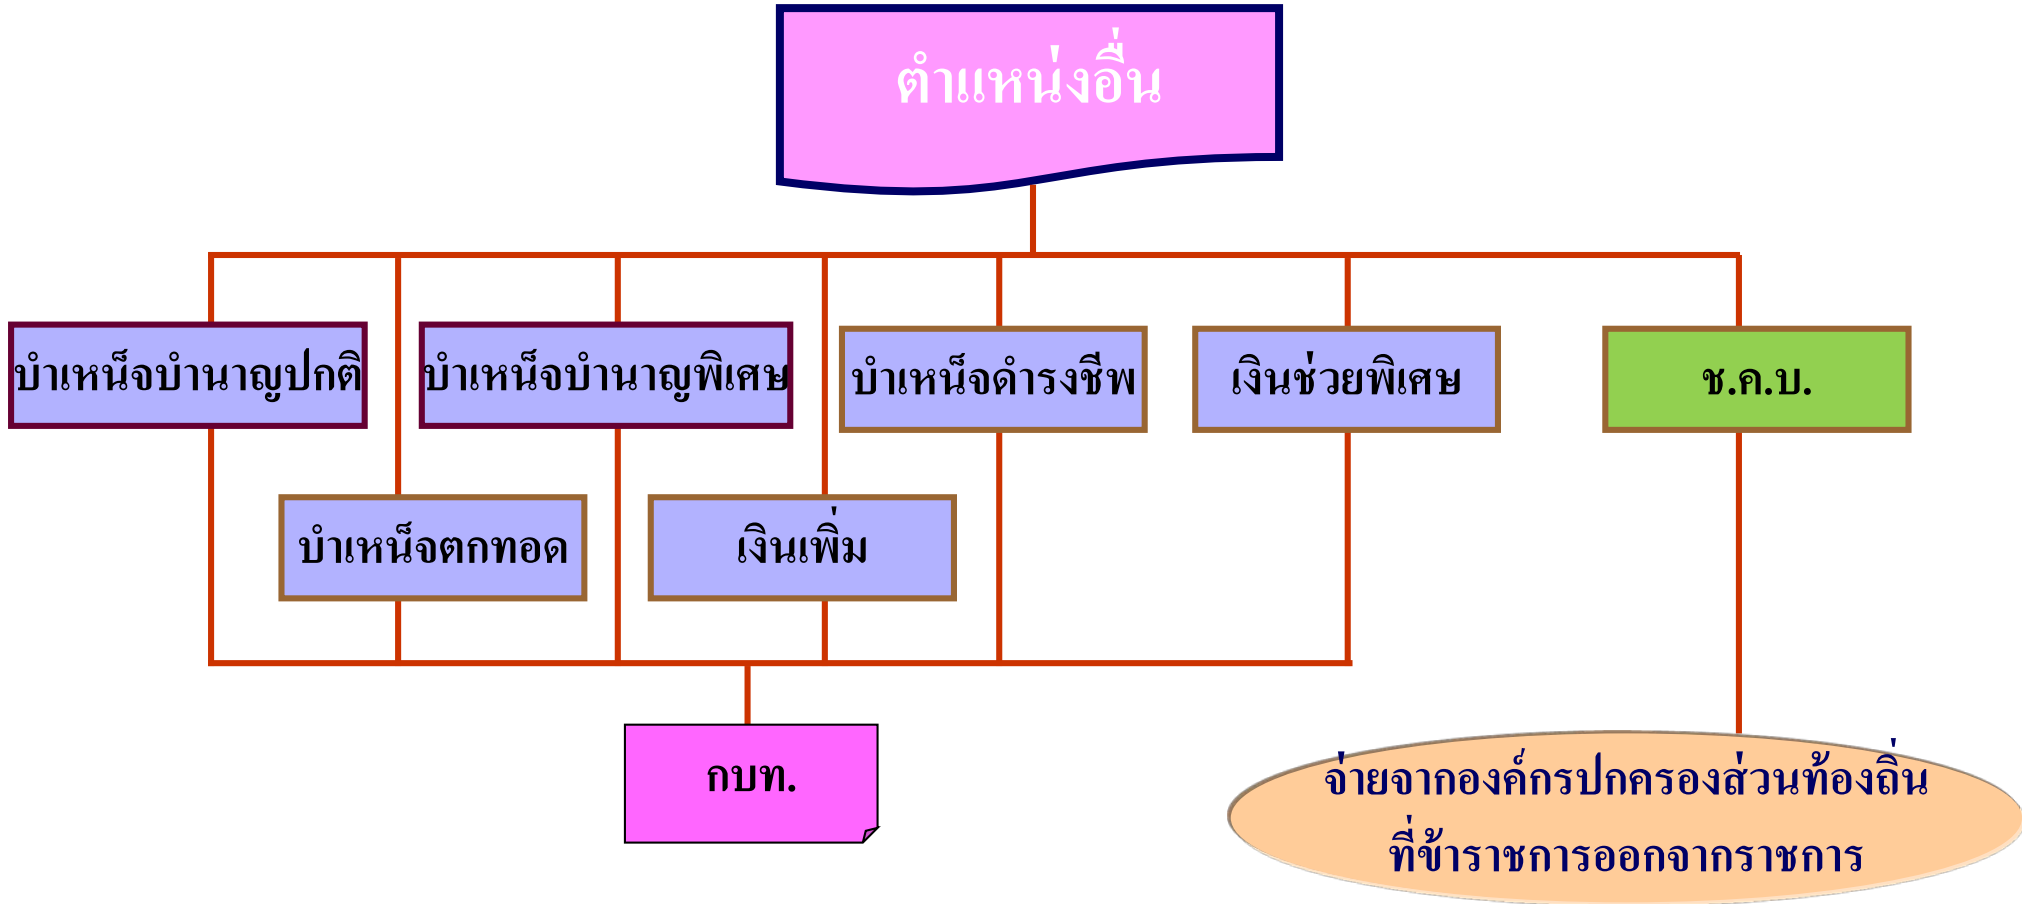 ตำแหน่งอื่น
บำเหน็จบำนาญปกติ
บำเหน็จบำนาญพิเศษ
บำเหน็จดำรงชีพ
เงินช่วยพิเศษ
ช.ค.บ.
บำเหน็จตกทอด
เงินเพิ่ม
กบท.
จ่ายจากองค์กรปกครองส่วนท้องถิ่น
ที่ข้าราชการออกจากราชการ